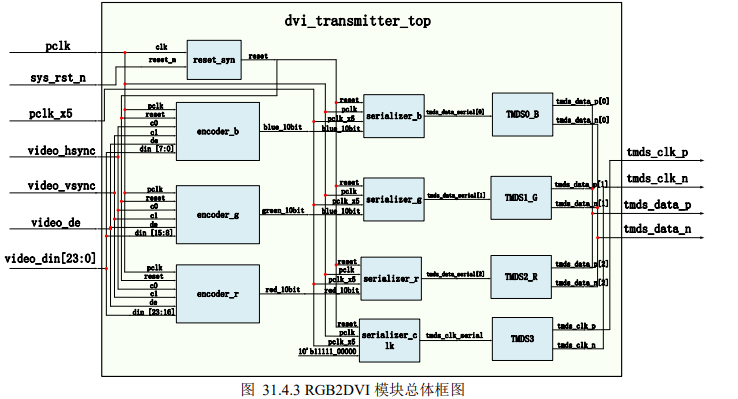 dvi_transmitter_top
pclk
sys_rst_n
pclk_x5
video_hsync
video_vsync
video_de
video_din[23:0]
clk
reset_n
reset_syn
reset
pclk
reset
c0
c1
de
din [7:0]
encoder_b
blue_10bit
pclk
reset
c0
c1
de
din [15:8]
encoder_g
green_10bit
pclk
reset
c0
c1
de
din [23:16]
encoder_r
red_10bit
reset
pclk
pclk_x5
blue_10bit
serializer_b
tmds_data_serial[0]
TMDS0_B
tmds_data_p[0]
tmds_data_n[0]
reset
pclk
pclk_x5
blue_10bit
serializer_g
tmds_data_serial[1]
TMDS1_G
tmds_data_p[1]
tmds_data_n[1]
reset
pclk
pclk_x5
red_10bit
serializer_r
tmds_data_serial[2]
TMDS2_R
tmds_data_p[2]
tmds_data_n[2]
reset
pclk
pclk_x5
10'b11111_00000
serializer_c
lk
tmds_clk_serial
TMDS3
tmds_clk_p
tmds_clk_n
tmds_clk_p
tmds_clk_n
tmds_data_p
tmds_data_n
图 31.4.3 RGB2DVI 模块总体框图